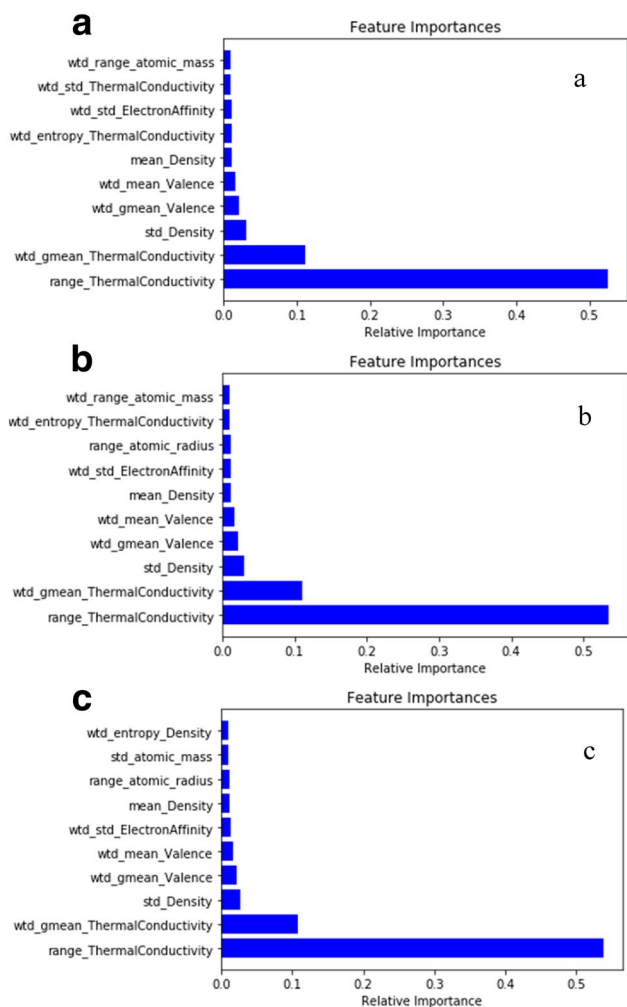 a
Feature Importances
a
wtd_range_atomic_mass
wtd_std_ThermalConductivity
wtd_std_ElectronAffinity
wtd_entropy_ThermalConductivity
mean_Density
wtd_mean_Valence
wtd_gmean_Valence
std_Density
wtd_gmean_ThermalConductivity
range_ThermalConductivity
0.0 0.1 0.2 0.3 0.4 0.5
Relative Importance
b
Feature Importances
b
wtd_range_atomic_mass
wtd_entropy_ThermalConductivity
range_atomic_radius
wtd_std_ElectronAffinity
mean_Density
wtd_mean_Valence
wtd_gmean_Valence
std_Density
wtd_gmean_ThermalConductivity
range_ThermalConductivity
0.0 0.1 0.2 0.3 0.4 0.5
Relative Importance
c
Feature Importances
c
wtd_entropy_Density
std_atomic_mass
range_atomic_radius
mean_Density
wtd_std_ElectronAffinity
wtd_mean_Valence
wtd_gmean_Valence
std_Density
wtd_gmean_ThermalConductivity
range_ThermalConductivity
0.0 0.1 0.2 0.3 0.4 0.5
Relative Importance